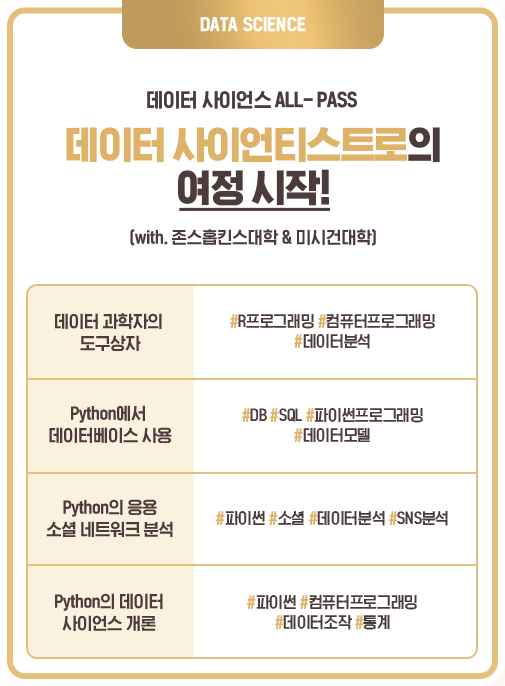 DATA SCIENCE
데이터 사이언스 ALL- PASS
데이터 사이언티스트로의
여정 시작!
(with. 존스홉킨스대학 & 미시건대학)
데이터 과학자의
도구상자
#R프로그래밍 #컴퓨터프로그래밍
#데이터분석
Python에서
데이터베이스 사용
#DB #SQL #파이썬프로그래밍
#데이터모델
Python의 응용
소셜 네트워크 분석
#파이썬 #소셜 #데이터분석 #SNS분석
Python의 데이터
사이언스 개론
#파이썬 #컴퓨터프로그래밍
#데이터조작 #통계